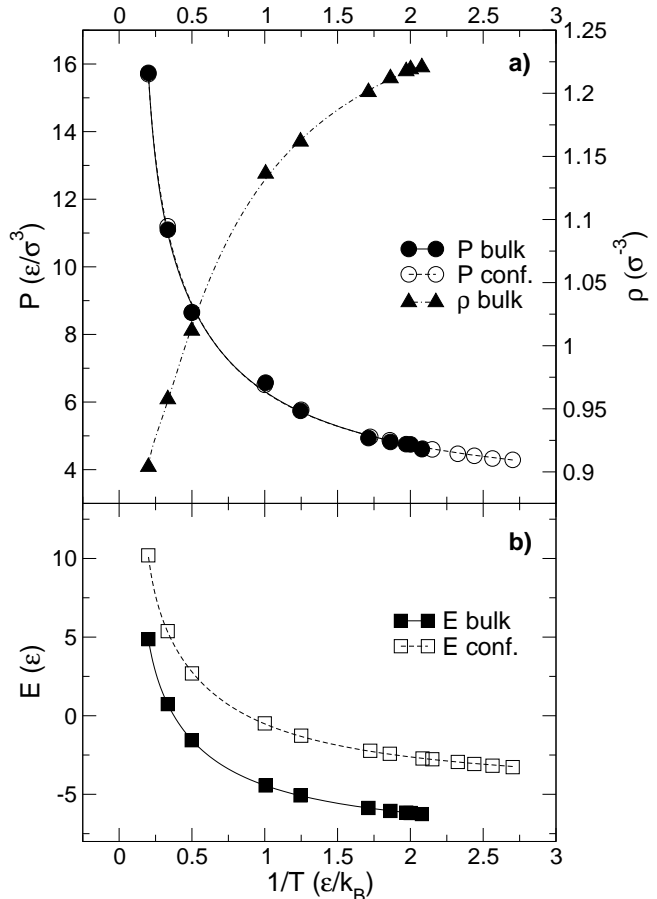 0 0.5 1 1.5 2 2.5 3
a)
16
14
12
10
8
6
4
P (ε/σ³)
1.25
1.2
1.15
1.1
1.05
1
0.95
0.9
ρ (σ⁻³)
P bulk
P conf.
ρ bulk
b)
10
5
0
-5
E (ε)
E bulk
E conf.
0 0.5 1 1.5 2 2.5 3
1/T (ε/k_B)